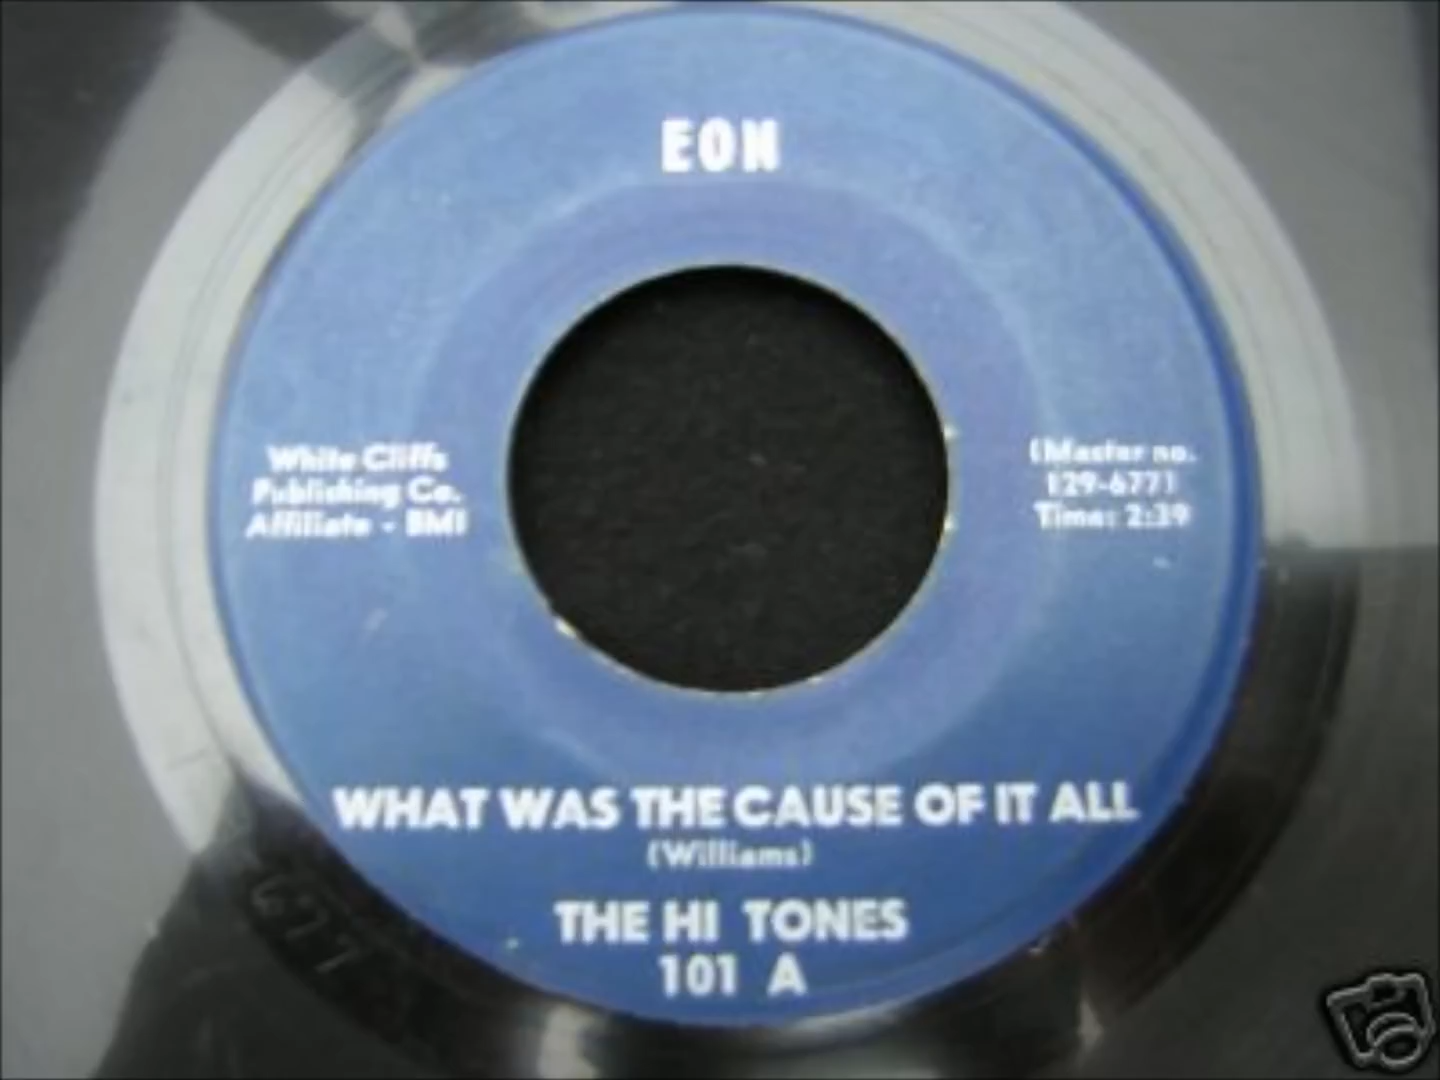 EON
White Cliffs
Publishing Co.
Affiliate - BMI
(Master no.
129-6771
Time: 2:39
WHAT WAS THE CAUSE OF IT ALL
(Williams)
THE HI TONES
101 A